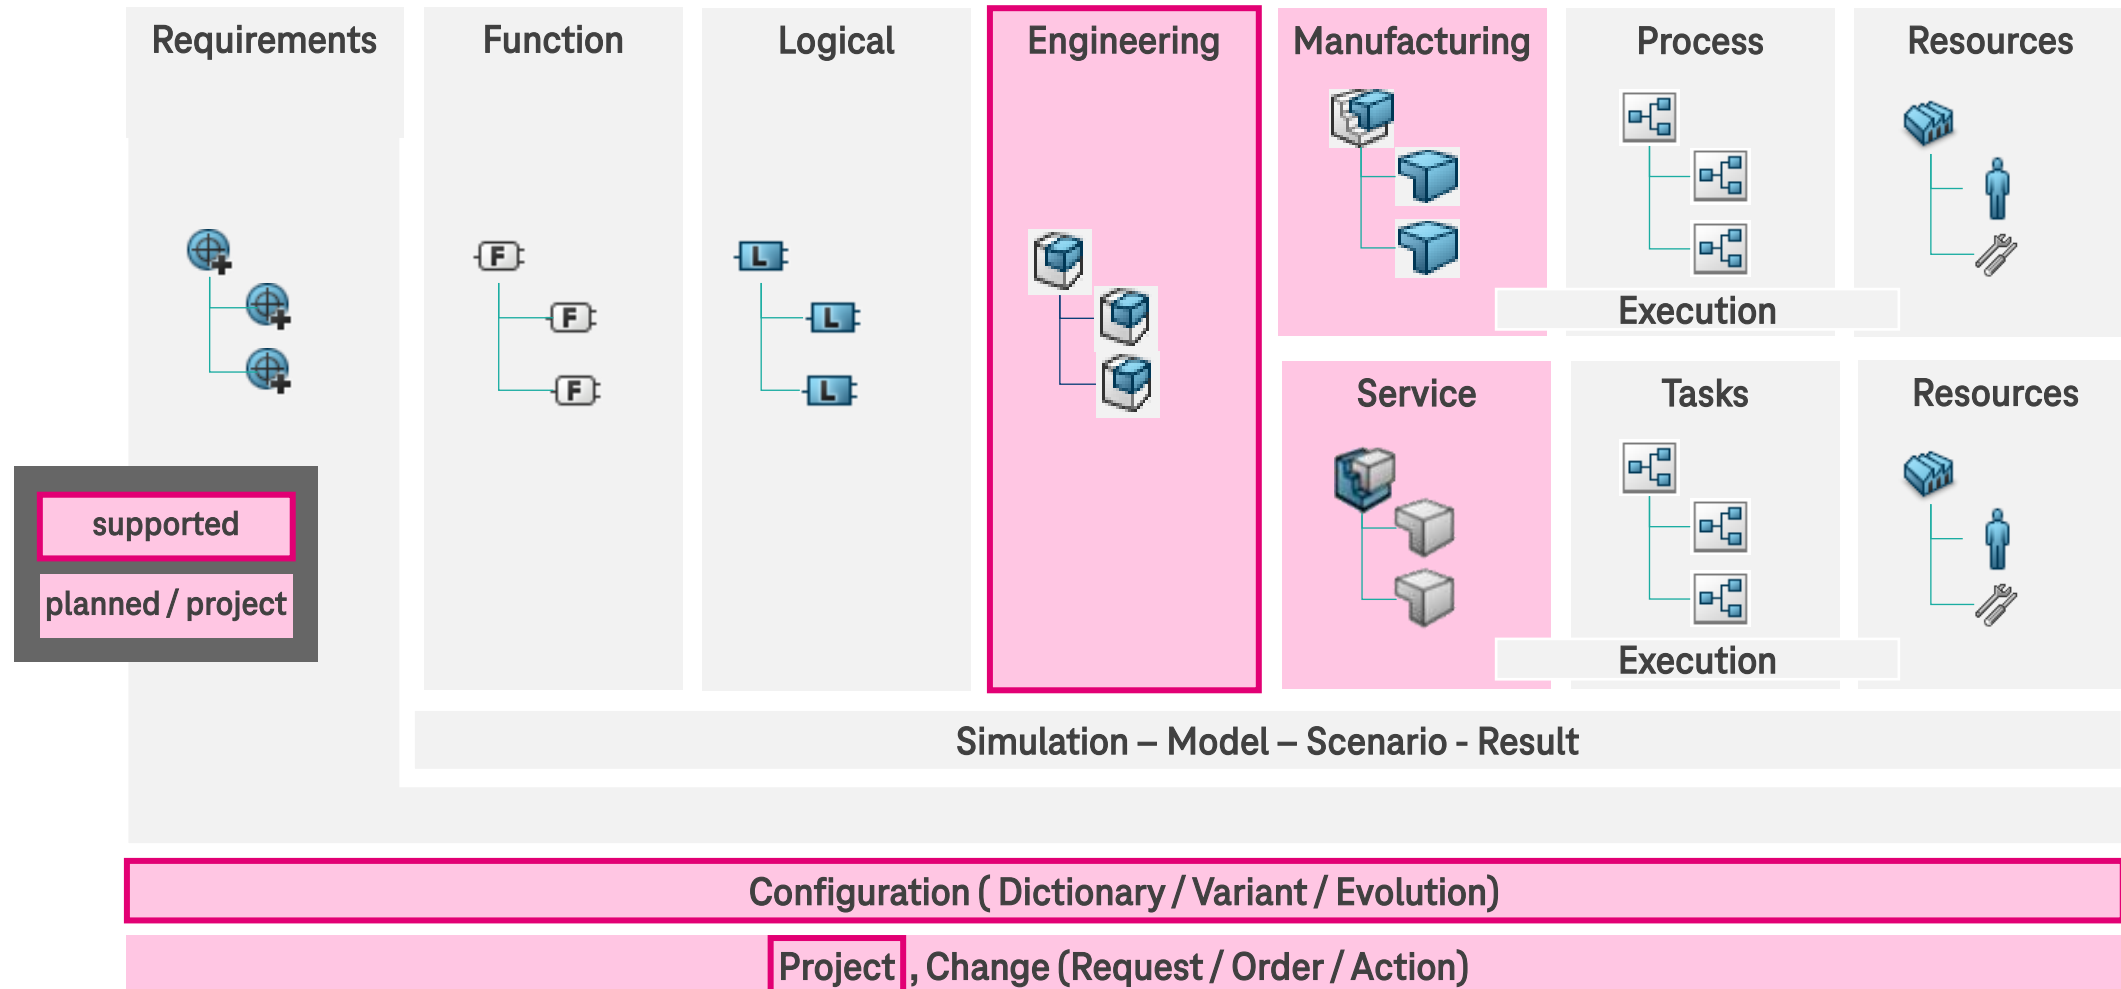 Requirements
Function
Logical
Engineering
Manufacturing
Process
Resources
F
F
F
L
L
L
Execution
Service
Tasks
Resources
Execution
supported
planned / project
Simulation – Model – Scenario - Result
Configuration ( Dictionary / Variant / Evolution)
Project , Change (Request / Order / Action)